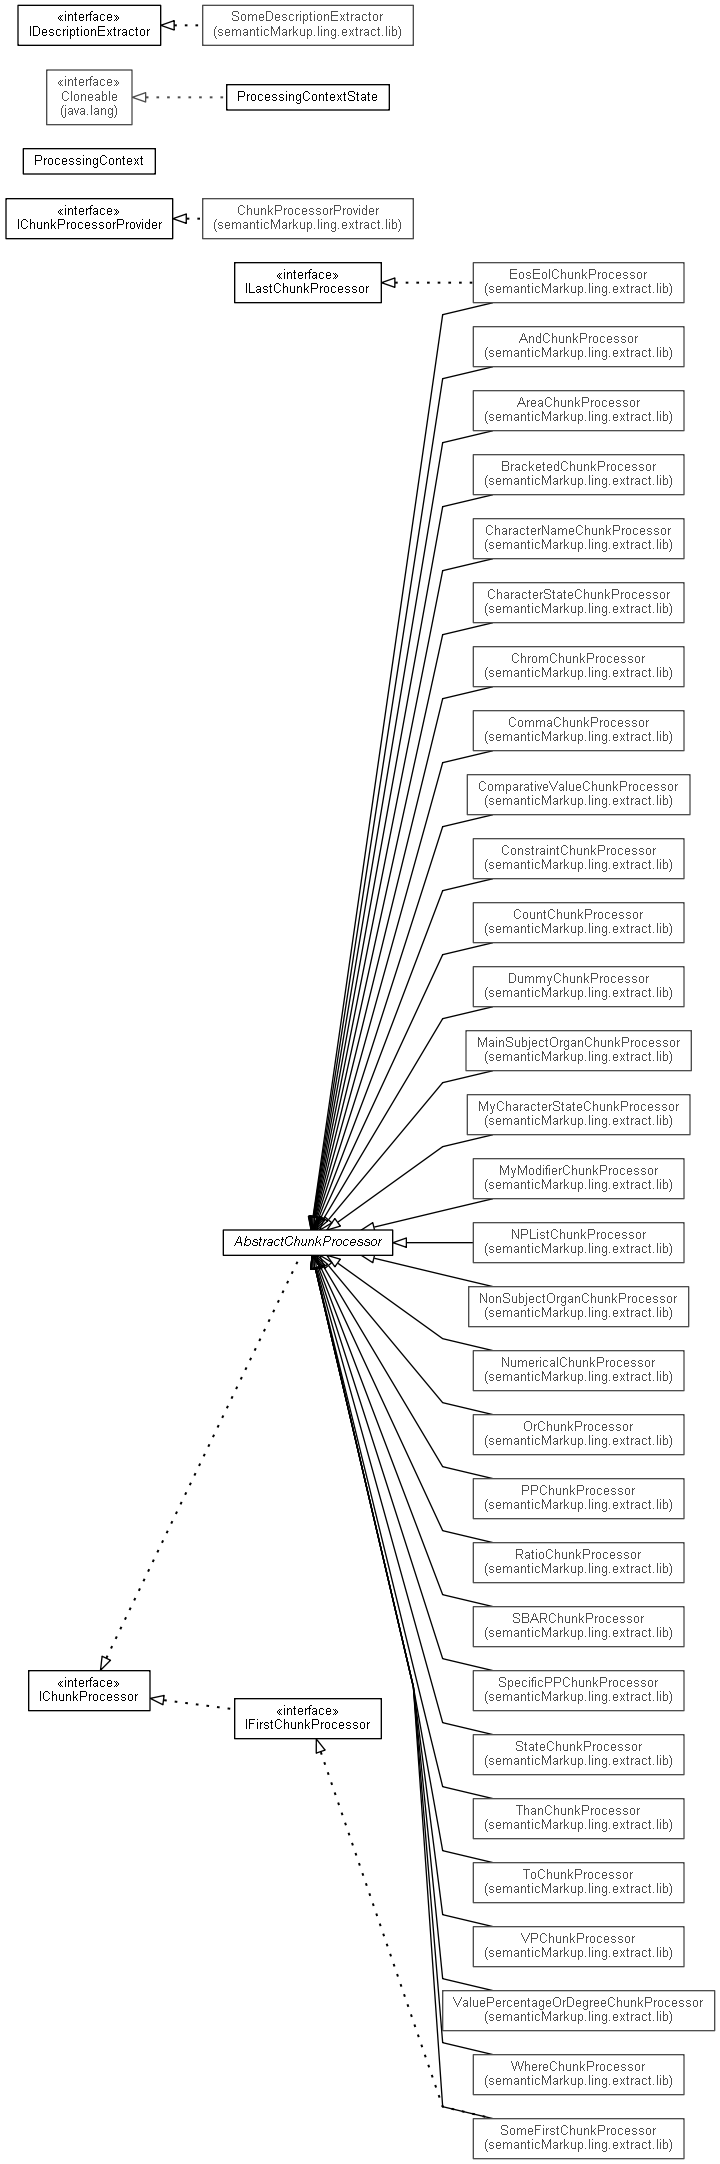 «interface»
IDescriptionExtractor
SomeDescriptionExtractor
(semanticMarkup.ling.extract.lib)
«interface»
Cloneable
(java.lang)
ProcessingContextState
ProcessingContext
«interface»
IChunkProcessorProvider
ChunkProcessorProvider
(semanticMarkup.ling.extract.lib)
«interface»
ILastChunkProcessor
EosEolChunkProcessor
(semanticMarkup.ling.extract.lib)
AndChunkProcessor
(semanticMarkup.ling.extract.lib)
AreaChunkProcessor
(semanticMarkup.ling.extract.lib)
BracketedChunkProcessor
(semanticMarkup.ling.extract.lib)
CharacterNameChunkProcessor
(semanticMarkup.ling.extract.lib)
CharacterStateChunkProcessor
(semanticMarkup.ling.extract.lib)
ChromChunkProcessor
(semanticMarkup.ling.extract.lib)
CommaChunkProcessor
(semanticMarkup.ling.extract.lib)
ComparativeValueChunkProcessor
(semanticMarkup.ling.extract.lib)
ConstraintChunkProcessor
(semanticMarkup.ling.extract.lib)
CountChunkProcessor
(semanticMarkup.ling.extract.lib)
DummyChunkProcessor
(semanticMarkup.ling.extract.lib)
MainSubjectOrganChunkProcessor
(semanticMarkup.ling.extract.lib)
MyCharacterStateChunkProcessor
(semanticMarkup.ling.extract.lib)
MyModifierChunkProcessor
(semanticMarkup.ling.extract.lib)
AbstractChunkProcessor
NPListChunkProcessor
(semanticMarkup.ling.extract.lib)
NonSubjectOrganChunkProcessor
(semanticMarkup.ling.extract.lib)
NumericalChunkProcessor
(semanticMarkup.ling.extract.lib)
OrChunkProcessor
(semanticMarkup.ling.extract.lib)
PPChunkProcessor
(semanticMarkup.ling.extract.lib)
RatioChunkProcessor
(semanticMarkup.ling.extract.lib)
SBARChunkProcessor
(semanticMarkup.ling.extract.lib)
«interface»
IChunkProcessor
SpecificPPChunkProcessor
(semanticMarkup.ling.extract.lib)
«interface»
IFirstChunkProcessor
StateChunkProcessor
(semanticMarkup.ling.extract.lib)
ThanChunkProcessor
(semanticMarkup.ling.extract.lib)
ToChunkProcessor
(semanticMarkup.ling.extract.lib)
VPChunkProcessor
(semanticMarkup.ling.extract.lib)
ValuePercentageOrDegreeChunkProcessor
(semanticMarkup.ling.extract.lib)
WhereChunkProcessor
(semanticMarkup.ling.extract.lib)
SomeFirstChunkProcessor
(semanticMarkup.ling.extract.lib)